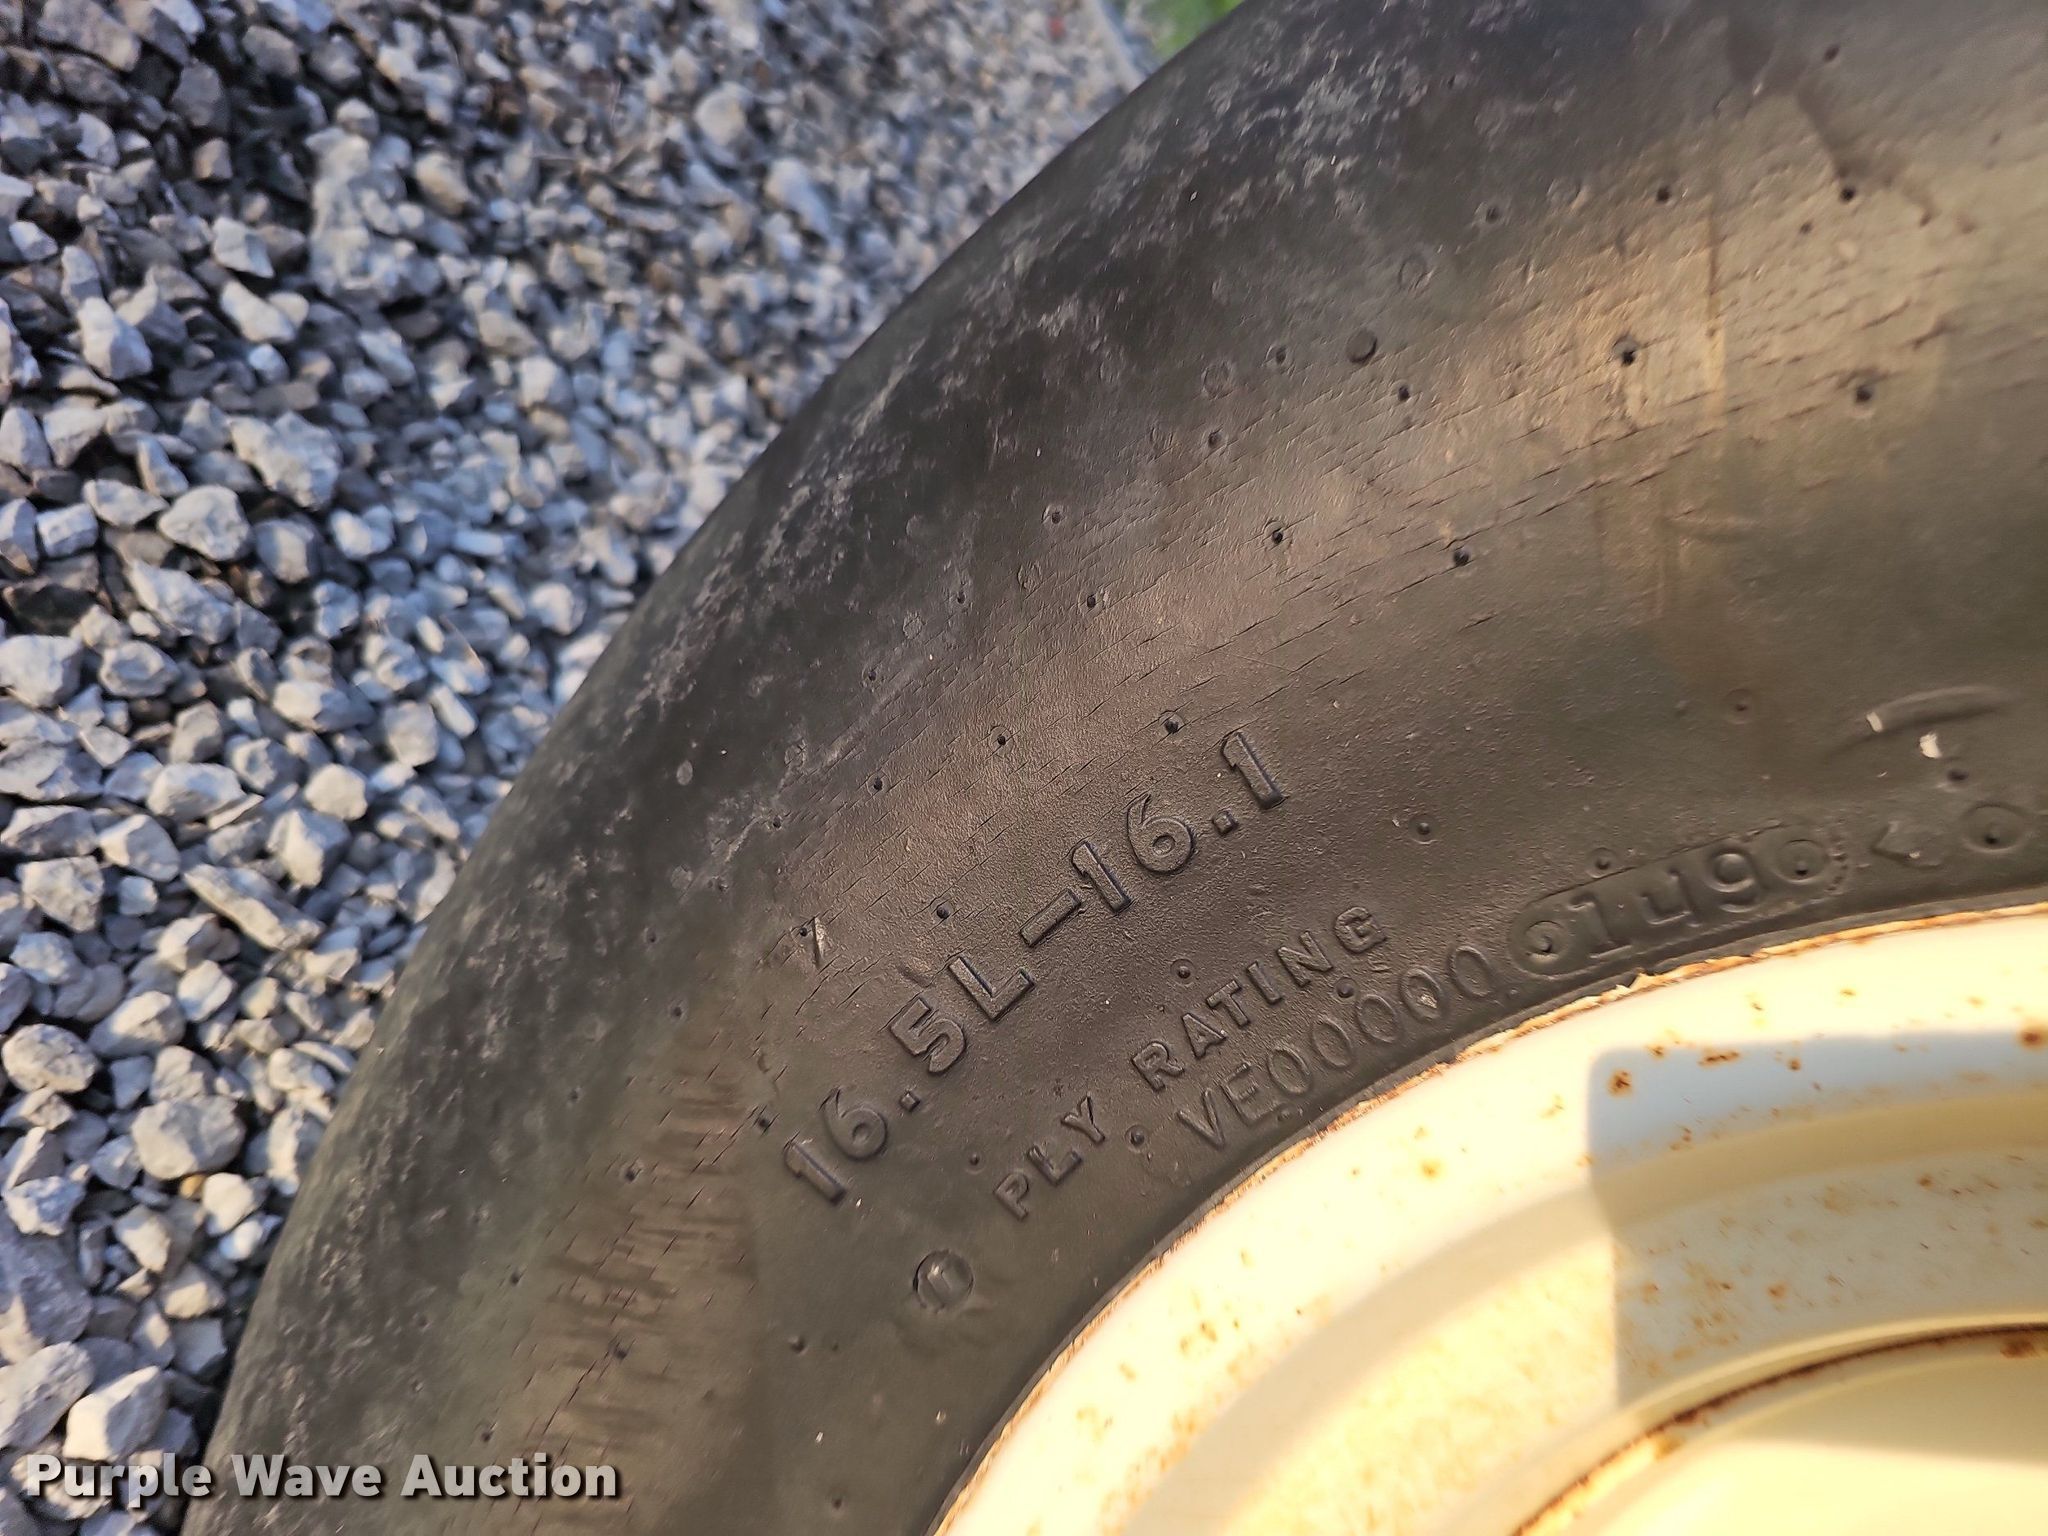 16.5L-16.1
PLY RATING
VE00000
Purple Wave Auction